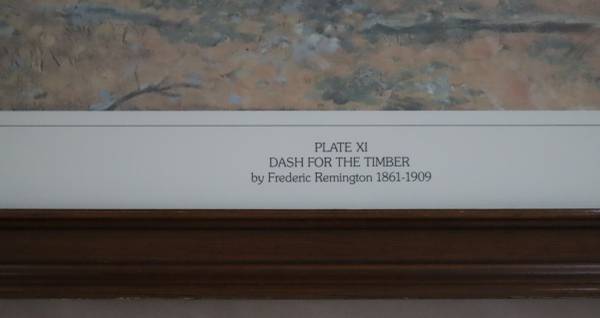 PLATE XI
DASH FOR THE TIMBER
by Frederic Remington 1861-1909